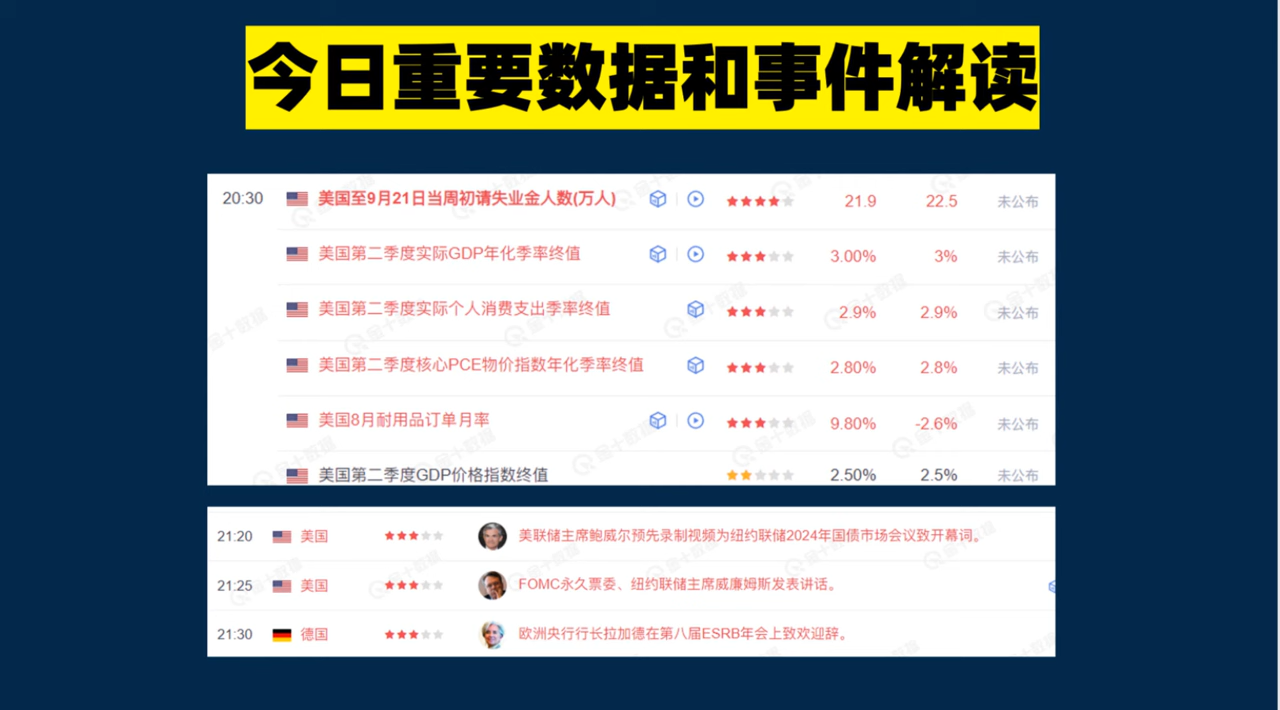 今日重要数据和事件解读
20:30 美国至9月21日当周初请失业金人数(万人) 21.9 22.5 未公布
美国第二季度实际GDP年化季率终值 3.00% 3% 未公布
美国第二季度实际个人消费支出季率终值 2.9% 2.9% 未公布
美国第二季度核心PCE物价指数年化季率终值 2.80% 2.8% 未公布
美国8月耐用品订单月率 9.80% -2.6% 未公布
美国第二季度GDP价格指数终值 2.50% 2.5% 未公布
21:20 美国 美联储主席鲍威尔预先录制视频为纽约联储2024年国债市场会议致开幕词。
21:25 美国 FOMC永久票委、纽约联储主席威廉姆斯发表讲话。
21:30 德国 欧洲央行行长拉加德在第八届ESRB年会上致欢迎辞。